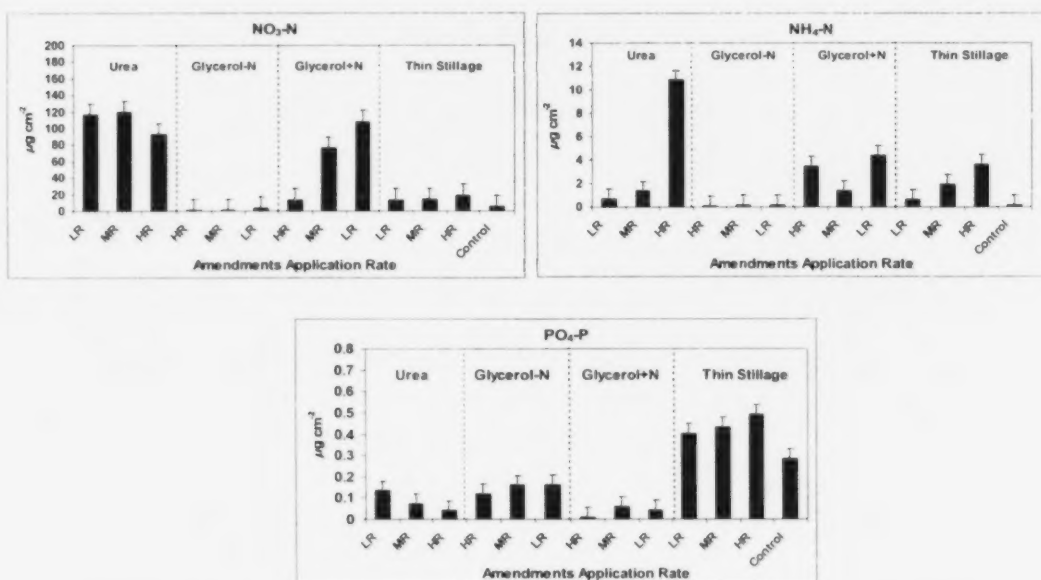 NO₃-N
200
180
160
140
120
100
80
60
40
20
0
µg cm⁻²
Urea Glycerol-N Glycerol+N Thin Stillage
LR MR HR HR MR LR HR MR LR LR MR HR Control
Amendments Application Rate
NH₄-N
14
12
10
8
6
4
2
0
µg cm⁻²
Urea Glycerol-N Glycerol+N Thin Stillage
LR MR HR HR MR LR HR MR LR LR MR HR Control
Amendments Application Rate
PO₄-P
0.8
0.7
0.6
0.5
0.4
0.3
0.2
0.1
0
µg cm⁻²
Urea Glycerol-N Glycerol+N Thin Stillage
LR MR HR HR MR LR HR MR LR LR MR HR Control
Amendments Application Rate